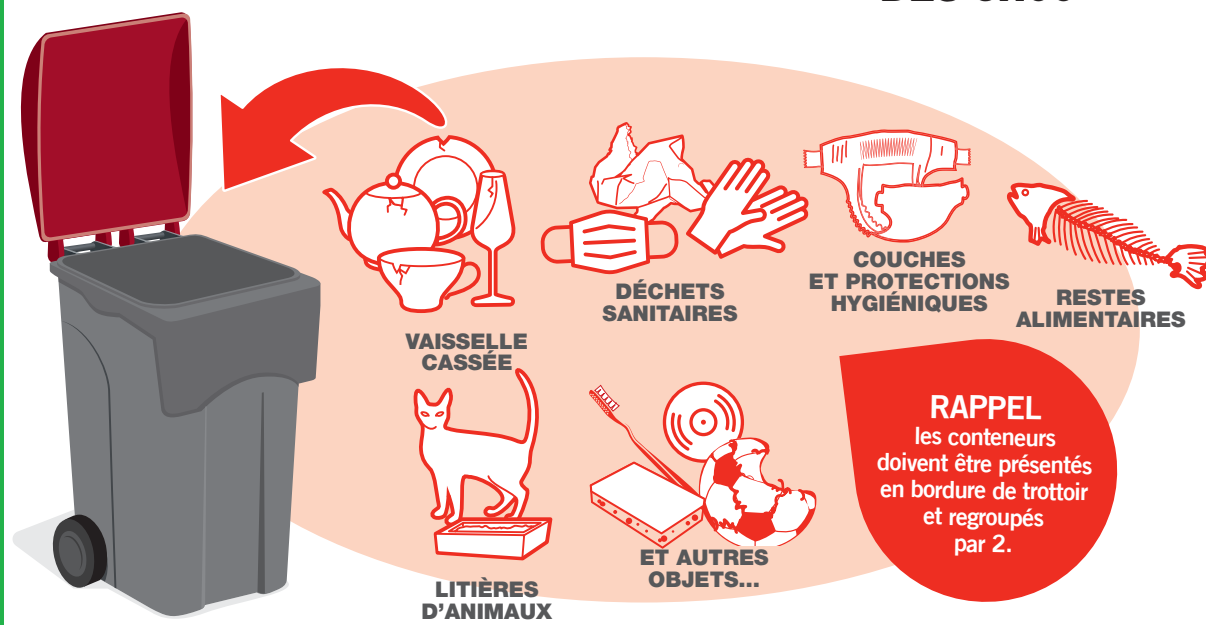 VAISSELLE
CASSÉE
DÉCHETS
SANITAIRES
COUCHES
ET PROTECTIONS
HYGIÉNIQUES
RESTES
ALIMENTAIRES
LITIÈRES
D’ANIMAUX
ET AUTRES
OBJETS...
RAPPEL
les conteneurs
doivent être présentés
en bordure de trottoir
et regroupés
par 2.